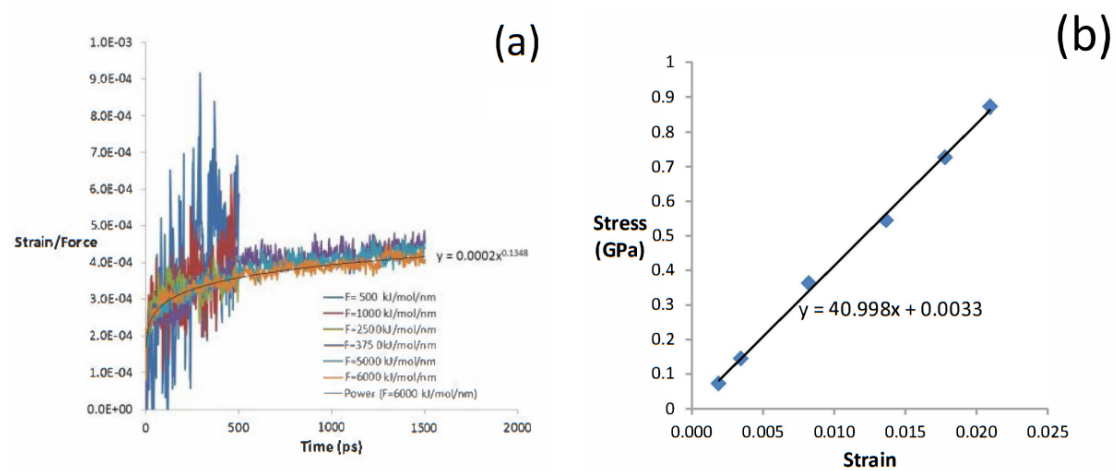 (a)
1.0E-03
9.0E-04
8.0E-04
7.0E-04
6.0E-04
5.0E-04
4.0E-04
3.0E-04
2.0E-04
1.0E-04
0.0E+00
Strain/Force
y = 0.0002x^0.1348
F= 500 kJ/mol/nm
F=1000 kJ/mol/nm
F=2500kJ/mol/nm
F=375 0kJ/mol/nm
F=5000 kJ/mol/nm
F=6000 kJ/mol/nm
Power (F=6000 kJ/mol/nm)
0 500 1000 1500 2000
Time (ps)
(b)
1
0.9
0.8
0.7
0.6
0.5
0.4
0.3
0.2
0.1
0
Stress
(GPa)
y = 40.998x + 0.0033
0.000 0.005 0.010 0.015 0.020 0.025
Strain